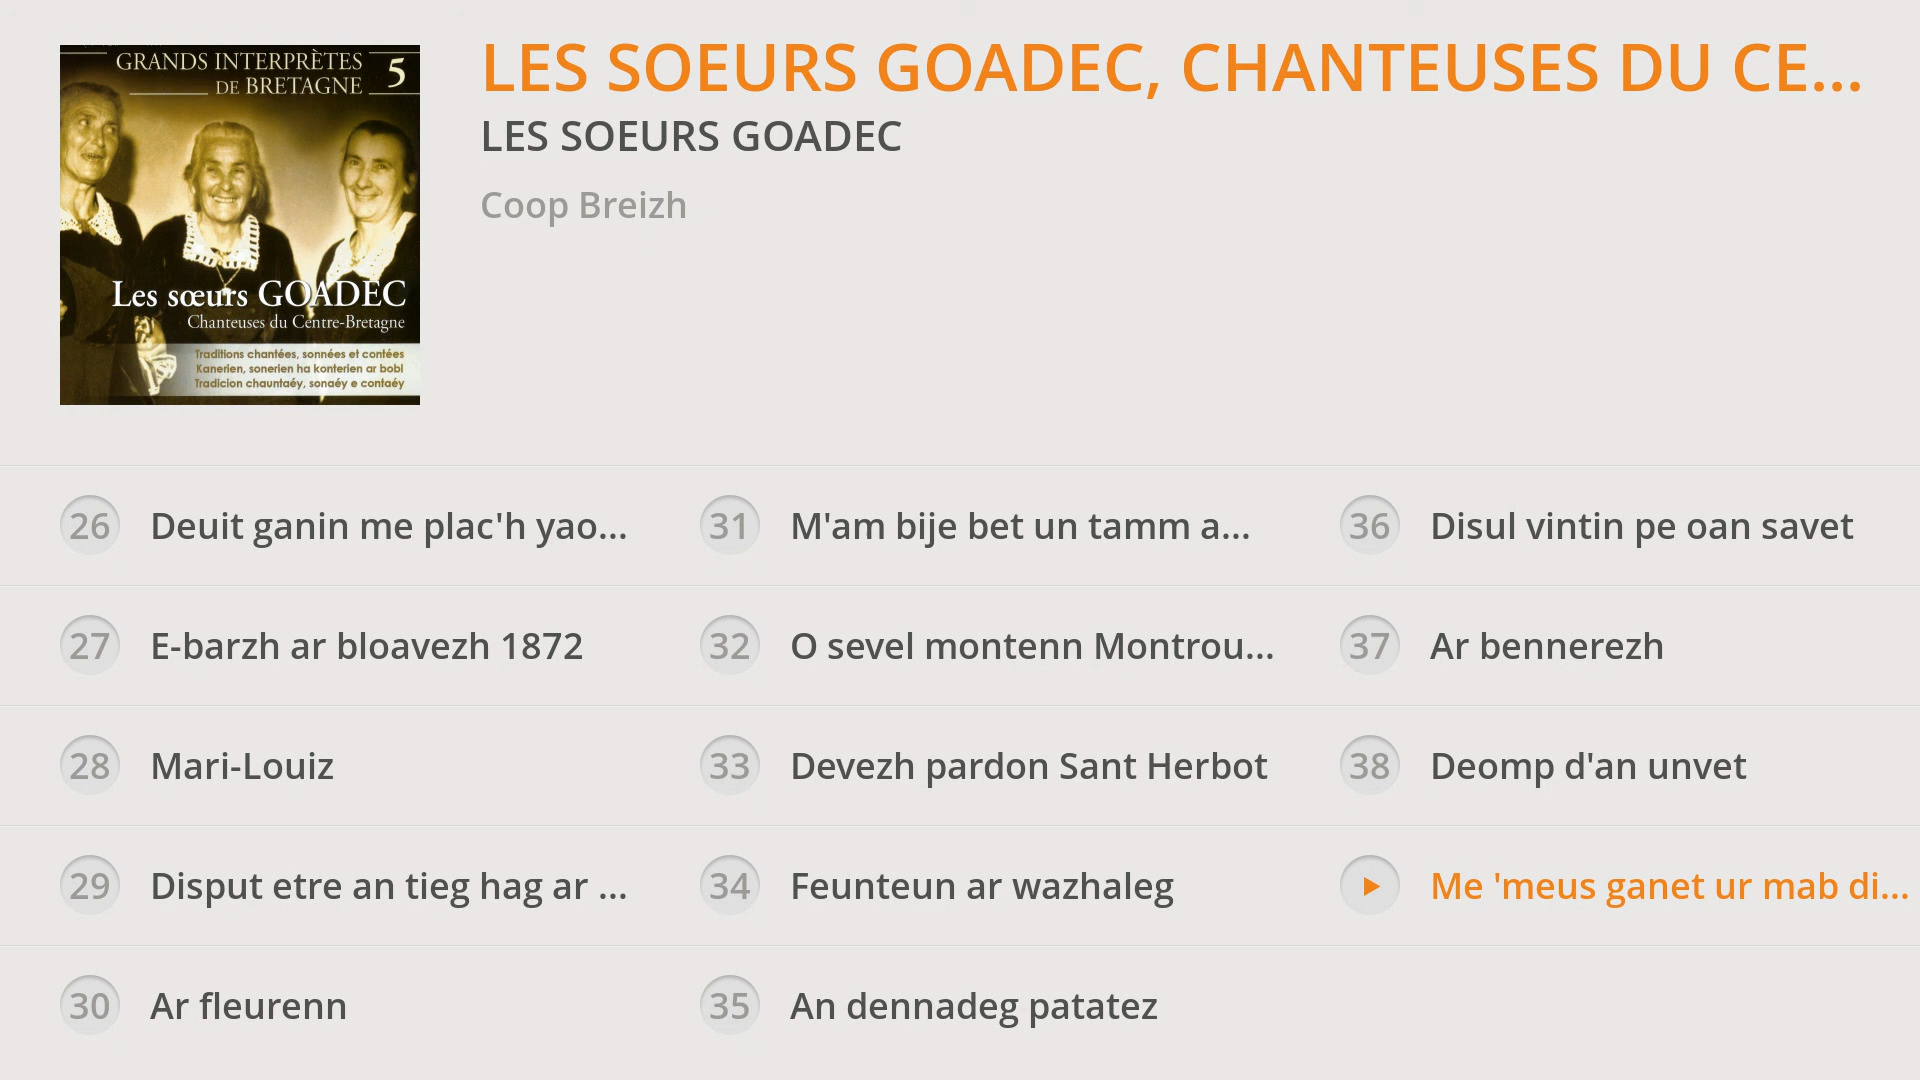 GRANDS INTERPRÈTES
DE BRETAGNE 5
Les sœurs GOADEC
Chanteuses du Centre-Bretagne
Traditions chantées, sonnées et contées
Kanerien, sonerien ha konterien ar bobl
Tradicion chauntaéy, sonaéy e contaéy
LES SOEURS GOADEC, CHANTEUSES DU CE...
LES SOEURS GOADEC
Coop Breizh
26 Deuit ganin me plac'h yao...
27 E-barzh ar bloavezh 1872
28 Mari-Louiz
29 Disput etre an tieg hag ar ...
30 Ar fleurenn
31 M'am bije bet un tamm a...
32 O sevel montenn Montrou...
33 Devezh pardon Sant Herbot
34 Feunteun ar wazhaleg
35 An dennadeg patatez
36 Disul vintin pe oan savet
37 Ar bennerezh
38 Deomp d'an unvet
Me 'meus ganet ur mab di...